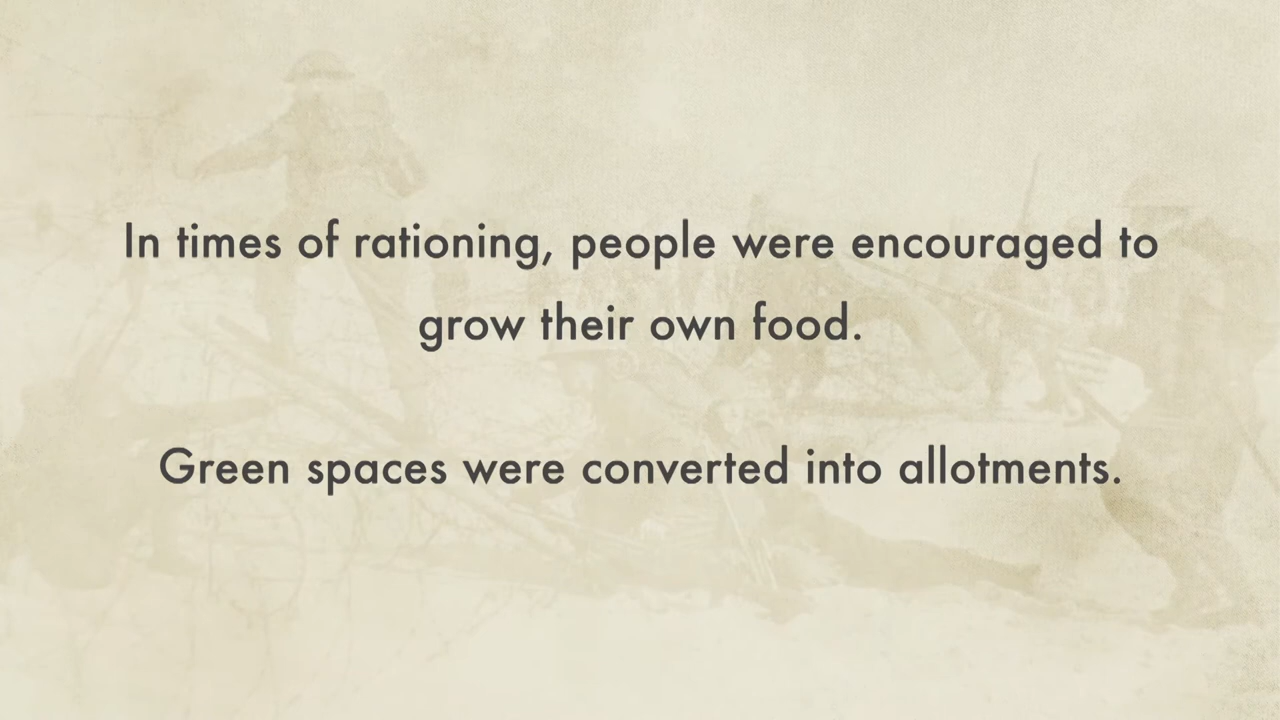 In times of rationing, people were encouraged to
grow their own food.
Green spaces were converted into allotments.